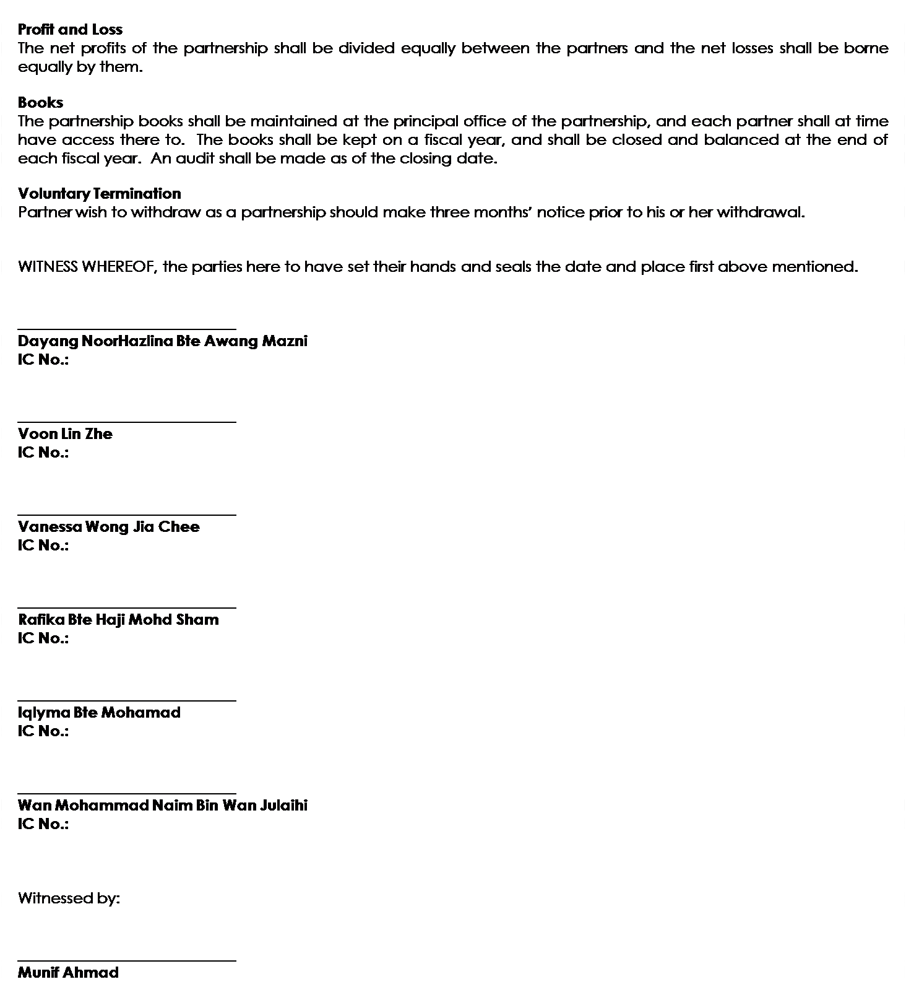 Profit and Loss
The net profits of the partnership shall be divided equally between the partners and the net losses shall be borne
equally by them.
Books
The partnership books shall be maintained at the principal office of the partnership, and each partner shall at time
have access there to.  The books shall be kept on a fiscal year, and shall be closed and balanced at the end of
each fiscal year.  An audit shall be made as of the closing date.
Voluntary Termination
Partner wish to withdraw as a partnership should make three months’ notice prior to his or her withdrawal.
WITNESS WHEREOF, the parties here to have set their hands and seals the date and place first above mentioned.
Dayang NoorHazlina Bte Awang Mazni
IC No.:
Voon Lin Zhe
IC No.:
Vanessa Wong Jia Chee
IC No.:
Rafika Bte Haji Mohd Sham
IC No.:
Iqlyma Bte Mohamad
IC No.:
Wan Mohammad Naim Bin Wan Julaihi
IC No.:
Witnessed by:
Munif Ahmad